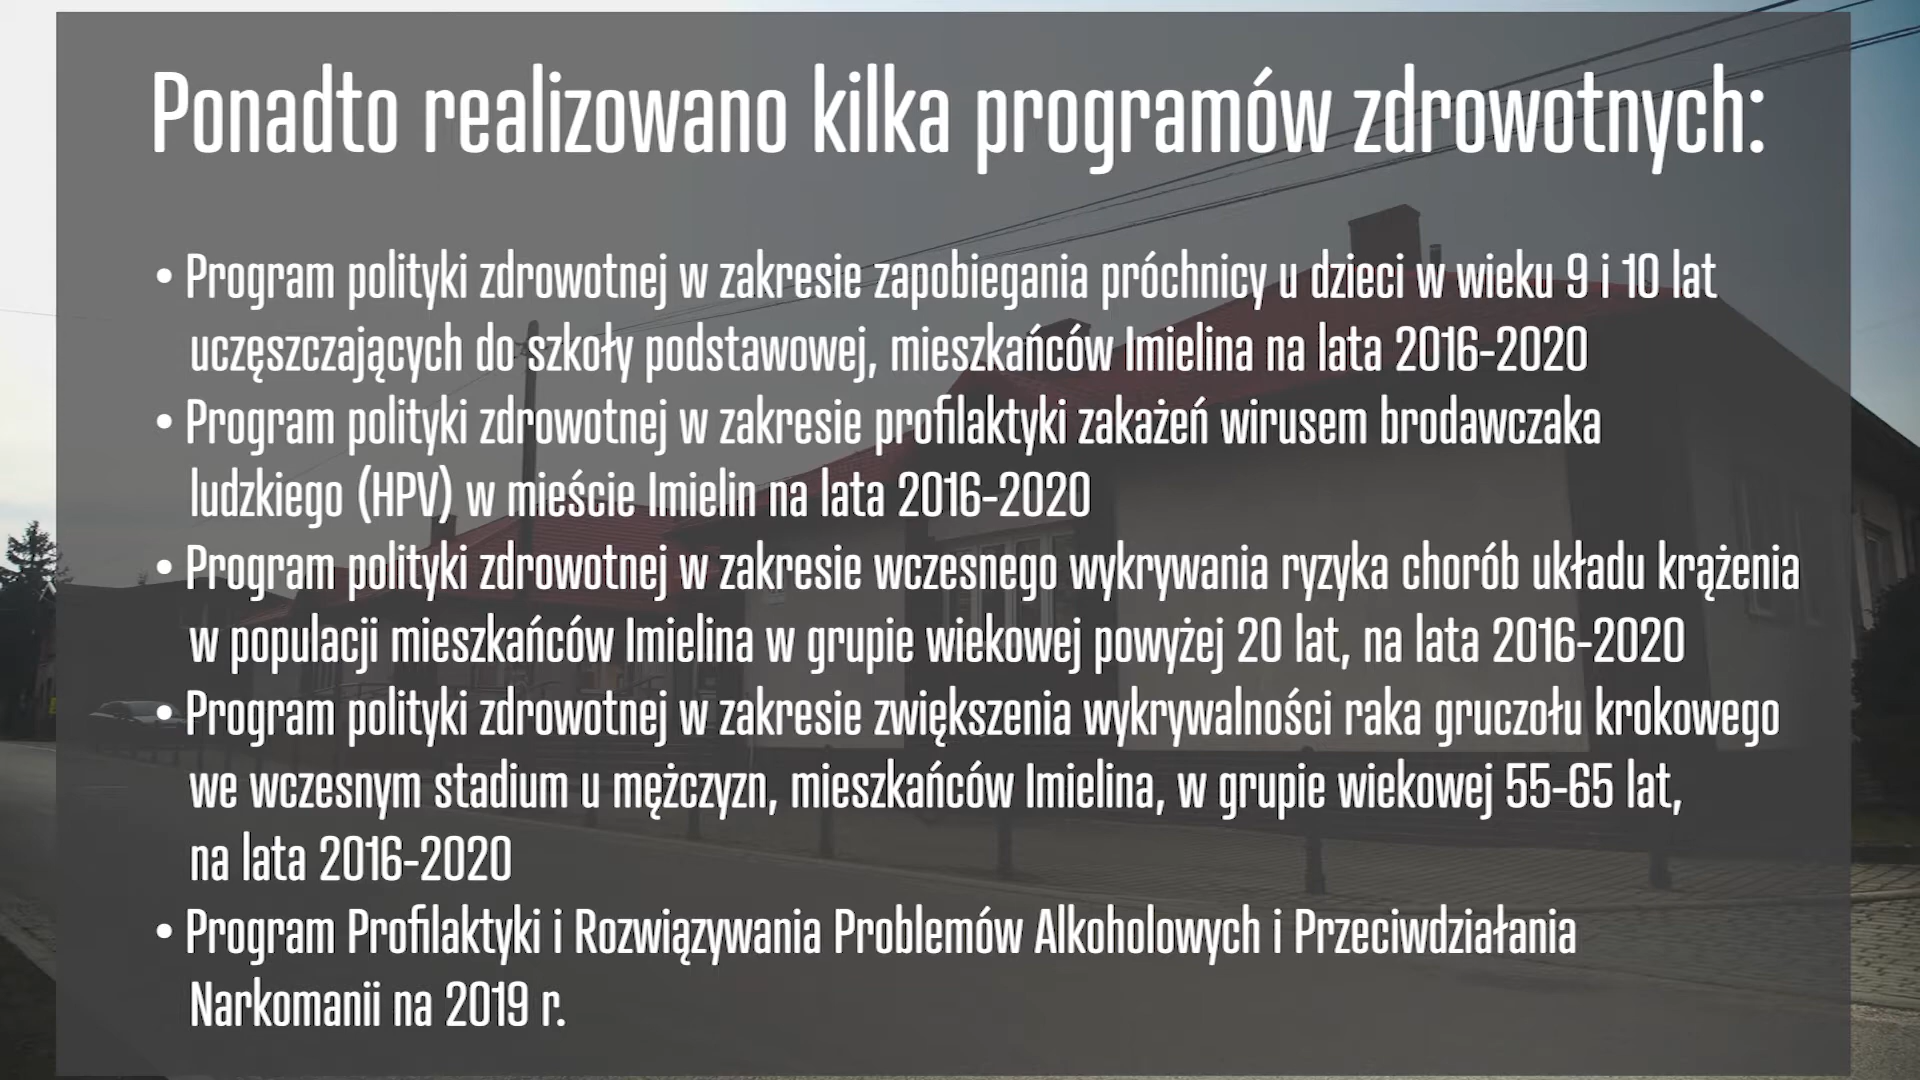 Ponadto realizowano kilka programów zdrowotnych:
• Program polityki zdrowotnej w zakresie zapobiegania próchnicy u dzieci w wieku 9 i 10 lat
uczęszczających do szkoły podstawowej, mieszkańców Imielina na lata 2016-2020
• Program polityki zdrowotnej w zakresie profilaktyki zakażeń wirusem brodawczaka
ludzkiego (HPV) w mieście Imielin na lata 2016-2020
• Program polityki zdrowotnej w zakresie wczesnego wykrywania ryzyka chorób układu krążenia
w populacji mieszkańców Imielina w grupie wiekowej powyżej 20 lat, na lata 2016-2020
• Program polityki zdrowotnej w zakresie zwiększenia wykrywalności raka gruczołu krokowego
we wczesnym stadium u mężczyzn, mieszkańców Imielina, w grupie wiekowej 55-65 lat,
na lata 2016-2020
• Program Profilaktyki i Rozwiązywania Problemów Alkoholowych i Przeciwdziałania
Narkomanii na 2019 r.